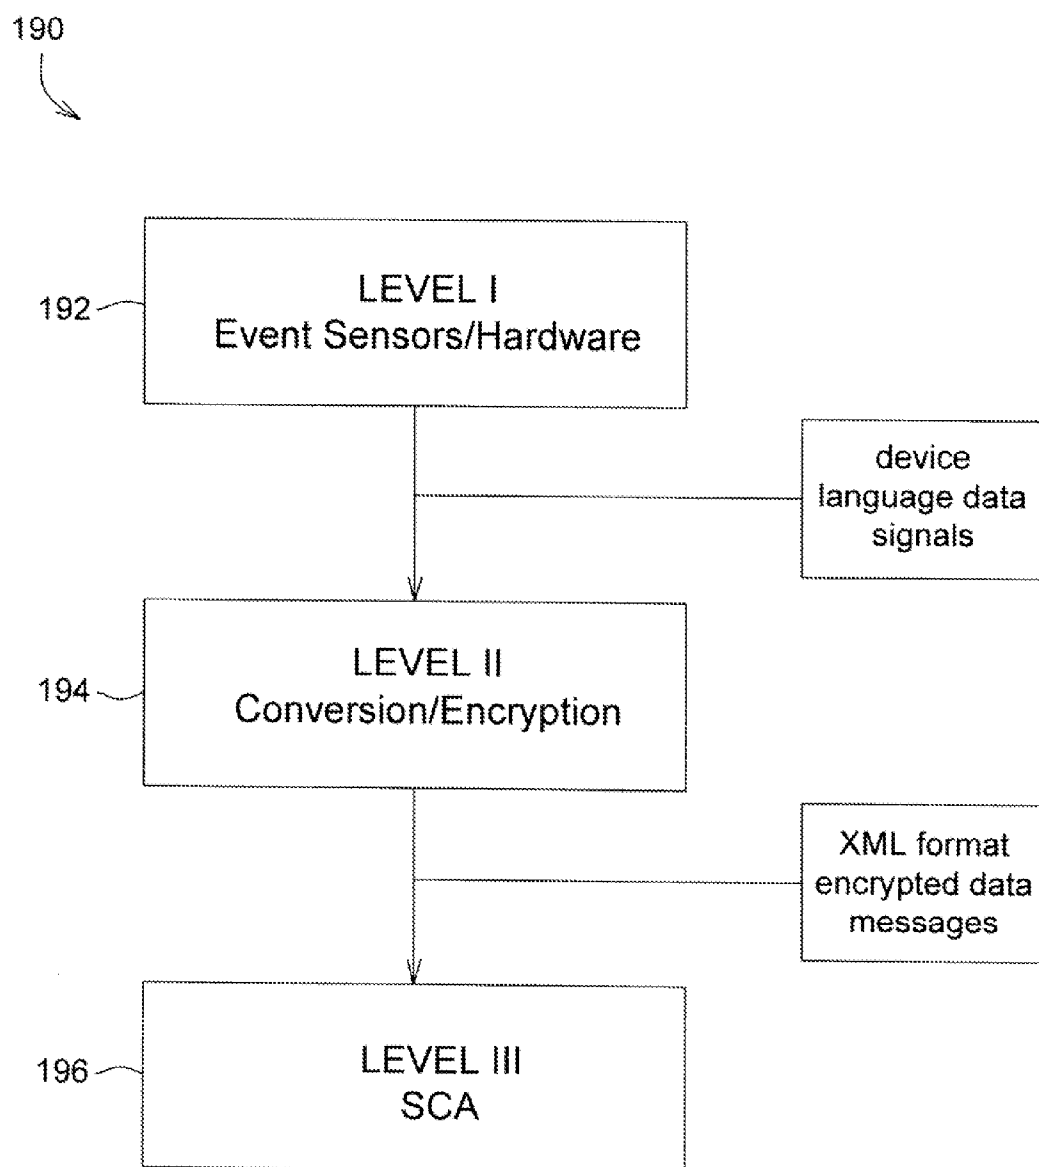 190
LEVEL I
192
Event Sensors/Hardware
device
language data
signals
LEVEL II
194
Conversion/Encryption
XML format
encrypted data
messages
LEVEL III
196
SCA